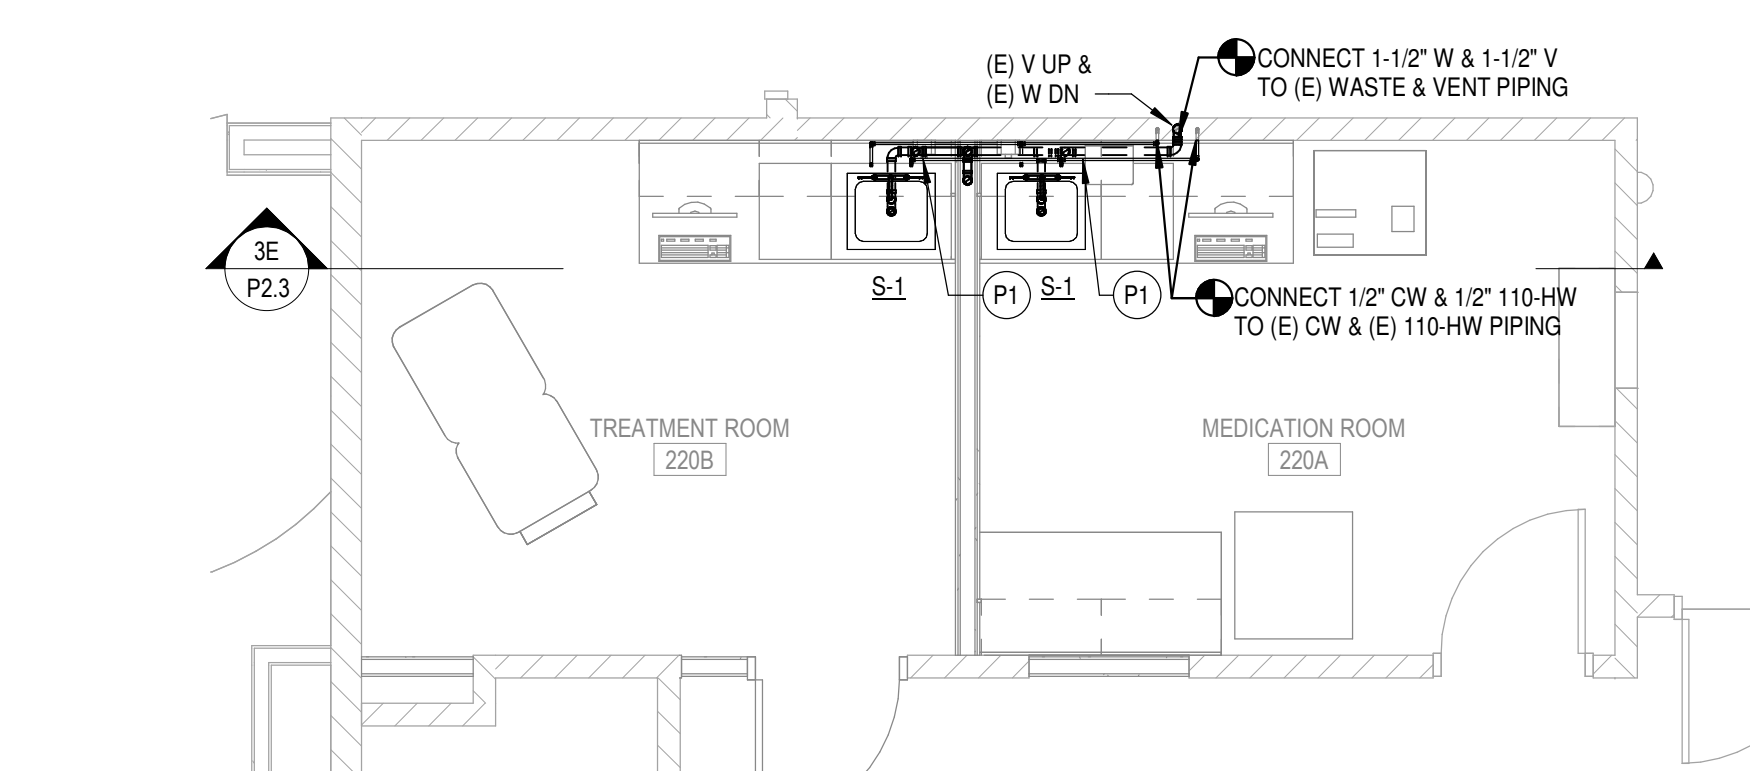 (E) V UP &
(E) W DN
CONNECT 1-1/2" W & 1-1/2" V
TO (E) WASTE & VENT PIPING
3E
P2.3
S-1
P1
S-1
P1
CONNECT 1/2" CW & 1/2" 110-HW
TO (E) CW & (E) 110-HW PIPING
TREATMENT ROOM
220B
MEDICATION ROOM
220A